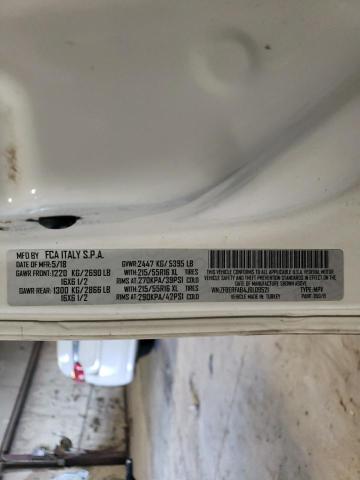 MFD BY FCA ITALY S.P.A.
DATE OF MFR: 5/18 GVWR: 2447 KG/5395 LB
GAWR FRONT: 1220 KG/2690 LB WITH 215/55R16 XL TIRES
16X6 1/2 RIMS AT: 270KPA/39PSI COLD
GAWR REAR: 1300 KG/2866 LB WITH 215/55R16 XL TIRES
16X6 1/2 RIMS AT: 290KPA/42PSI COLD
THIS VEHICLE CONFORMS TO ALL APPLICABLE U.S.A. FEDERAL MOTOR
VEHICLE SAFETY AND THEFT PREVENTION STANDARDS IN EFFECT
ON THE DATE OF MANUFACTURE SHOWN ABOVE.
TYPE: MPV
MADE IN: TURKEY